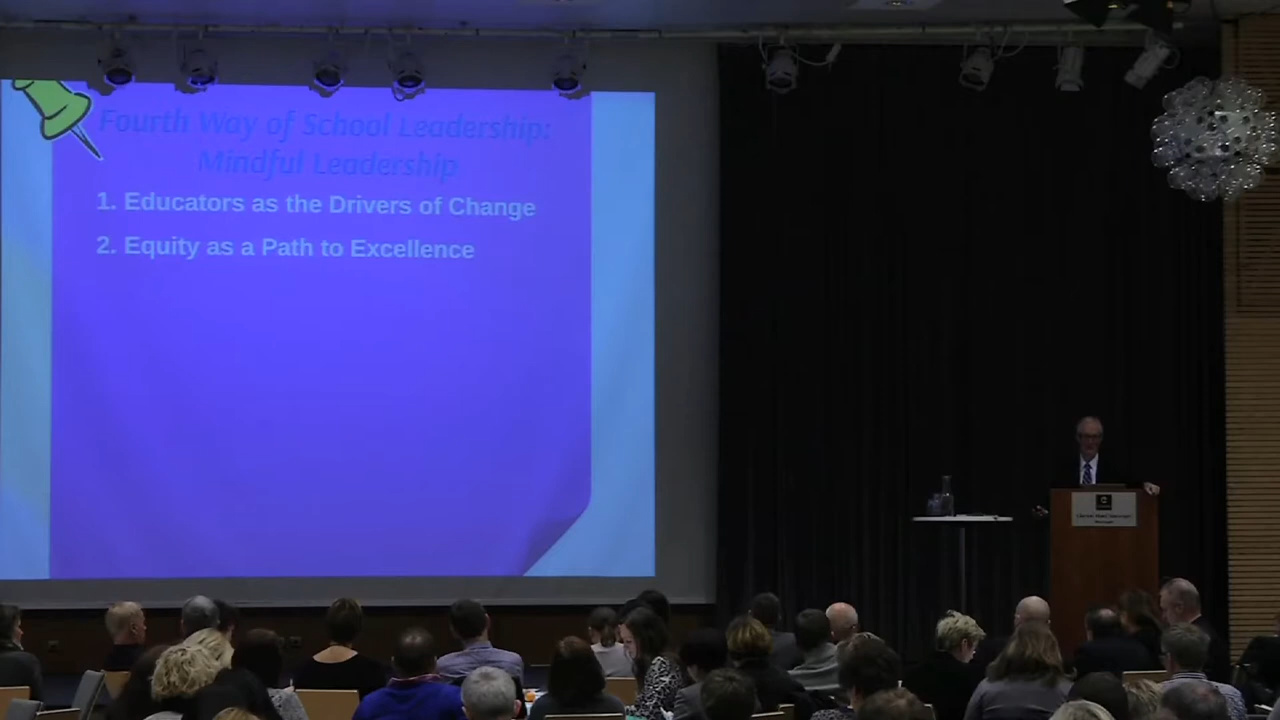 Fourth Way of School Leadership:
Mindful Leadership
1. Educators as the Drivers of Change
2. Equity as a Path to Excellence